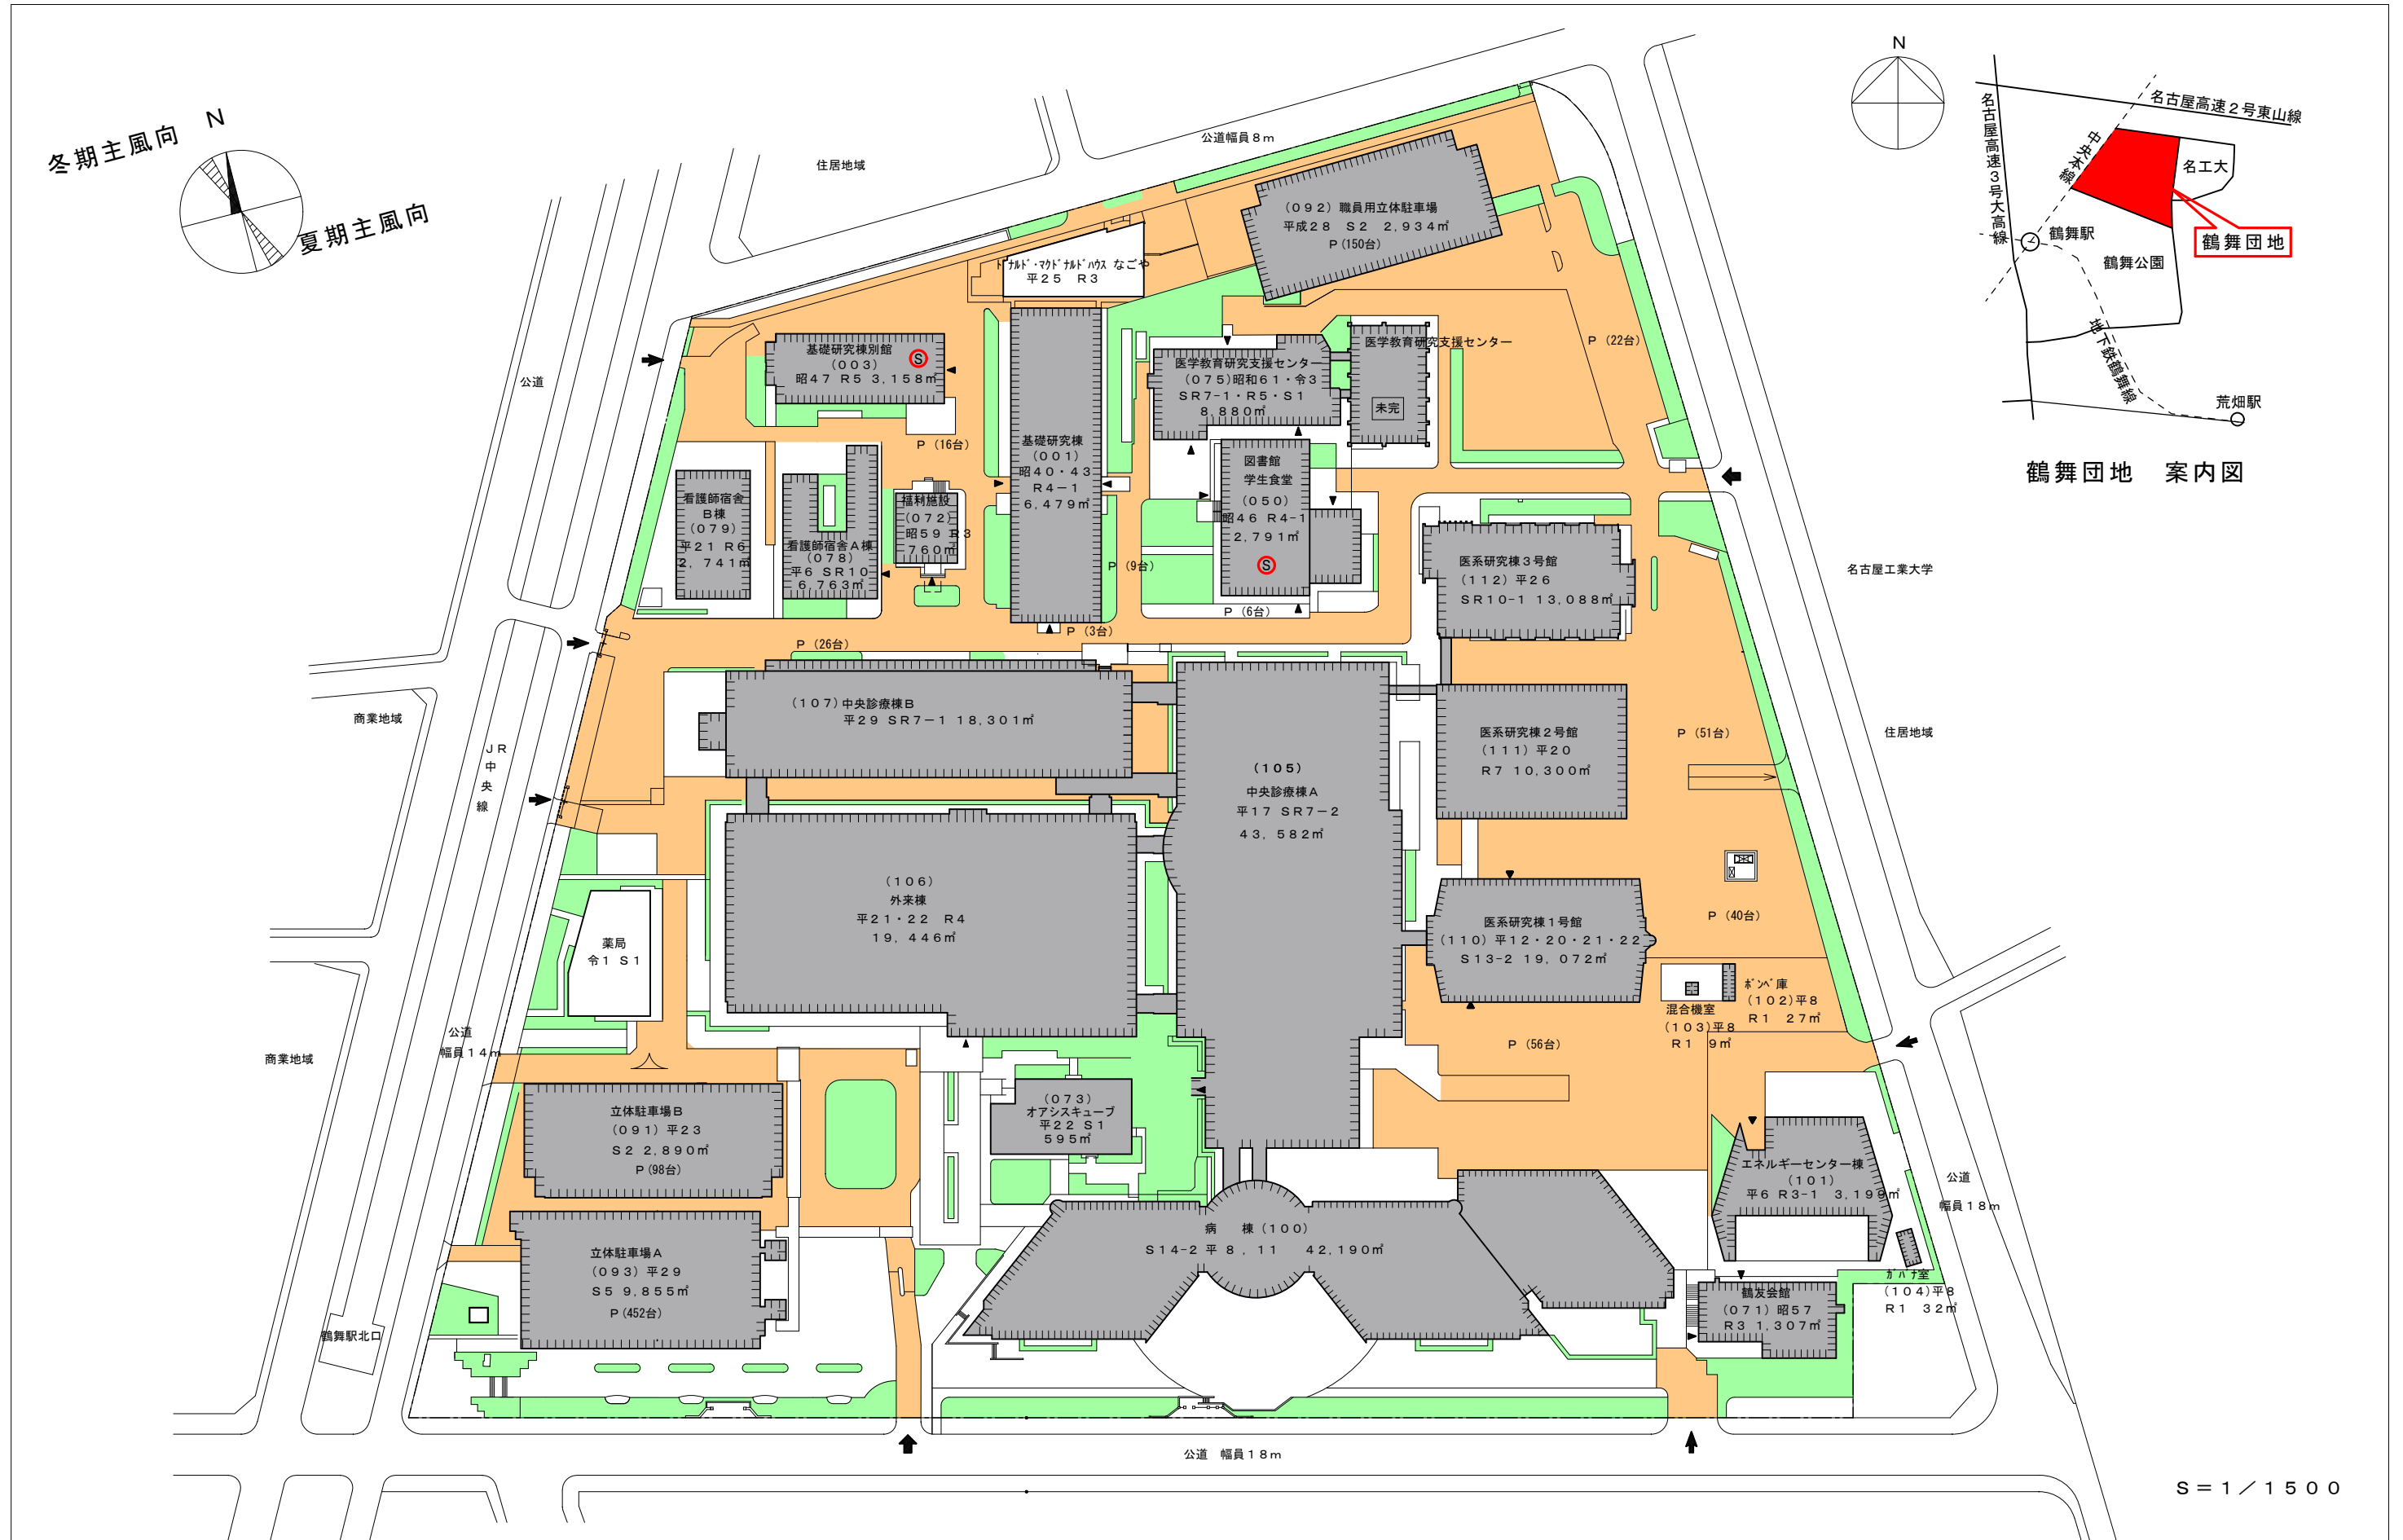 冬期主風向 N
夏期主風向
N
名古屋高速２号東山線
名古屋高速３号大高線
中央本線
名工大
鶴舞駅
鶴舞公園
鶴舞団地
地下鉄鶴舞線
荒畑駅
鶴舞団地 案内図
公道幅員８ｍ
住居地域
（０９２）職員用立体駐車場
平成２８ Ｓ２ ２,９３４㎡
Ｐ(150台)
ﾄﾞﾅﾙﾄﾞ・ﾏｸﾄﾞﾅﾙﾄﾞﾊｳｽ なごや
平２５ Ｒ３
公道
基礎研究棟別館
（００３）
昭４７ Ｒ５ ３,１５８㎡
Ⓢ
Ｐ（16台）
基礎研究棟
（００１）
昭４０・４３
Ｒ４－１
６,４７９㎡
医学教育研究支援センター
（０７５）昭和６１・令３
ＳＲ７-１・Ｒ５・Ｓ１
８,８８０㎡
医学教育研究支援センター
未完
Ｐ（22台）
看護師宿舎
Ｂ棟
（０７９）
平２１ Ｒ６
２，７４１㎡
看護師宿舎Ａ棟
（０７８）
平６ ＳＲ１０
６,７６３㎡
福利施設
（０７２）
昭５９ Ｒ３
７６０㎡
図書館
学生食堂
（０５０）
昭４６ Ｒ４-１
２,７９１㎡
Ⓢ
Ｐ（9台）
Ｐ（6台）
Ｐ（3台）
Ｐ（26台）
医系研究棟３号館
（１１２）平２６
ＳＲ１０-１ １３,０８８㎡
名古屋工業大学
商業地域
ＪＲ中央線
（１０７）中央診療棟Ｂ
平２９ ＳＲ７－１ １８,３０１㎡
（１０５）
中央診療棟Ａ
平１７ ＳＲ７－２
４３，５８２㎡
医系研究棟２号館
（１１１）平２０
Ｒ７ １０,３００㎡
Ｐ（51台）
住居地域
（１０６）
外来棟
平２１・２２ Ｒ４
１９，４４６㎡
薬局
令１ Ｓ１
医系研究棟１号館
（１１０）平１２・２０・２１・２２
Ｓ１３-２ １９，０７２㎡
Ｐ（40台）
ﾎﾞﾝﾍﾞ庫
（１０２）平８
Ｒ１ ２７㎡
混合機室
（１０３）平８
Ｒ１ ９㎡
Ｐ（56台）
公道
幅員１４ｍ
商業地域
立体駐車場Ｂ
（０９１）平２３
Ｓ２ ２,８９０㎡
Ｐ(98台)
（０７３）
オアシスキューブ
平２２ Ｓ１
５９５㎡
エネルギーセンター棟
（１０１）
平６ Ｒ３-１ ３,１９９㎡
公道
幅員１８ｍ
立体駐車場Ａ
（０９３）平２９
Ｓ５ ９,８５５㎡
Ｐ(452台)
病 棟（１００）
Ｓ１４-２ 平８，１１ ４２,１９０㎡
ｶﾞﾊﾞﾅ室
（１０４）平８
Ｒ１ ３２㎡
鶴友会館
（０７１）昭５７
Ｒ３ １,３０７㎡
鶴舞駅北口
公道 幅員１８ｍ
Ｓ＝１／１５００